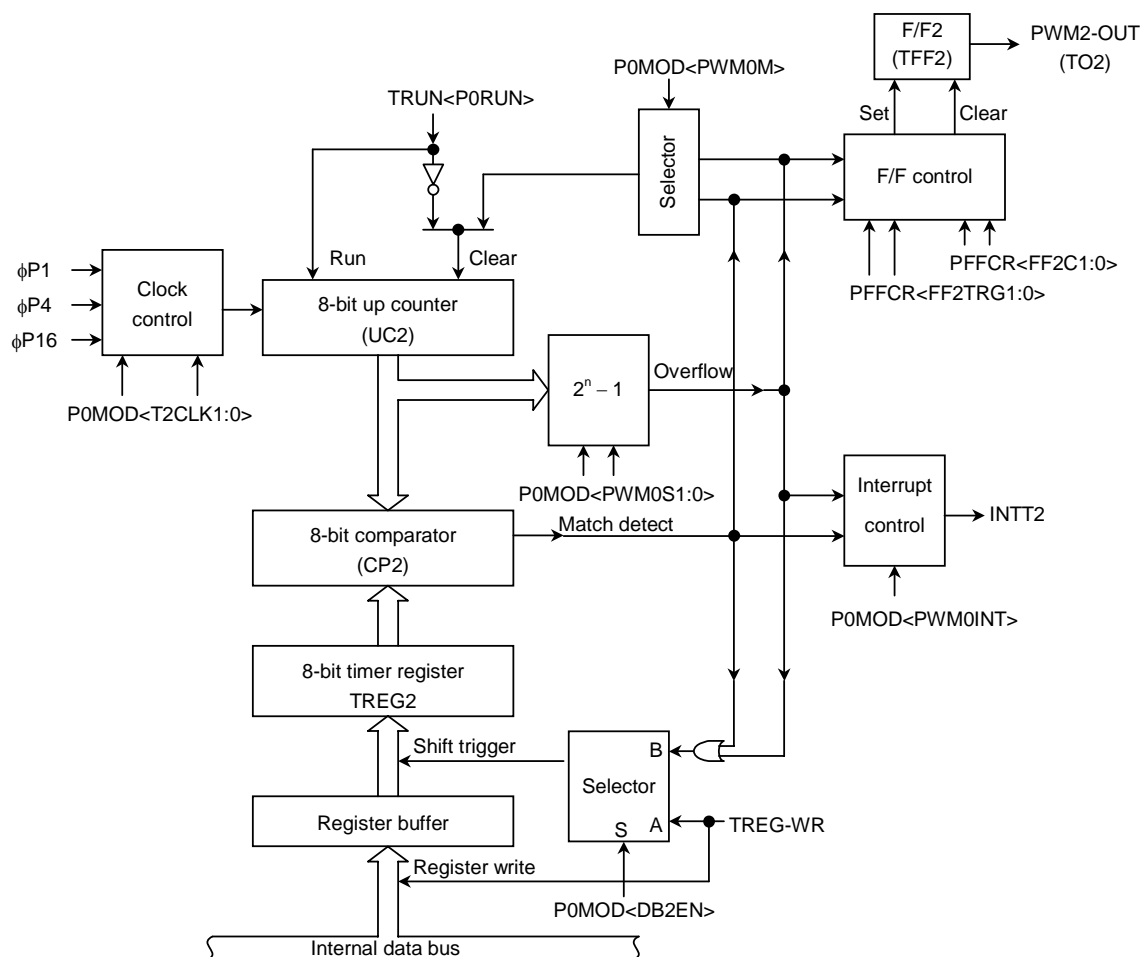 F/F2
(TFF2)
PWM2-OUT
(TO2)
P0MOD<PWM0M>
TRUN<P0RUN>
Set
Clear
Selector
F/F control
Run
Clear
PFFCR<FF2C1:0>
PFFCR<FF2TRG1:0>
ϕP1
ϕP4
ϕP16
Clock
control
8-bit up counter
(UC2)
P0MOD<T2CLK1:0>
2ⁿ – 1
Overflow
P0MOD<PWM0S1:0>
8-bit comparator
(CP2)
Match detect
Interrupt
control
INTT2
P0MOD<PWM0INT>
8-bit timer register
TREG2
Shift trigger
B
Selector
A
S
TREG-WR
Register buffer
Register write
P0MOD<DB2EN>
Internal data bus